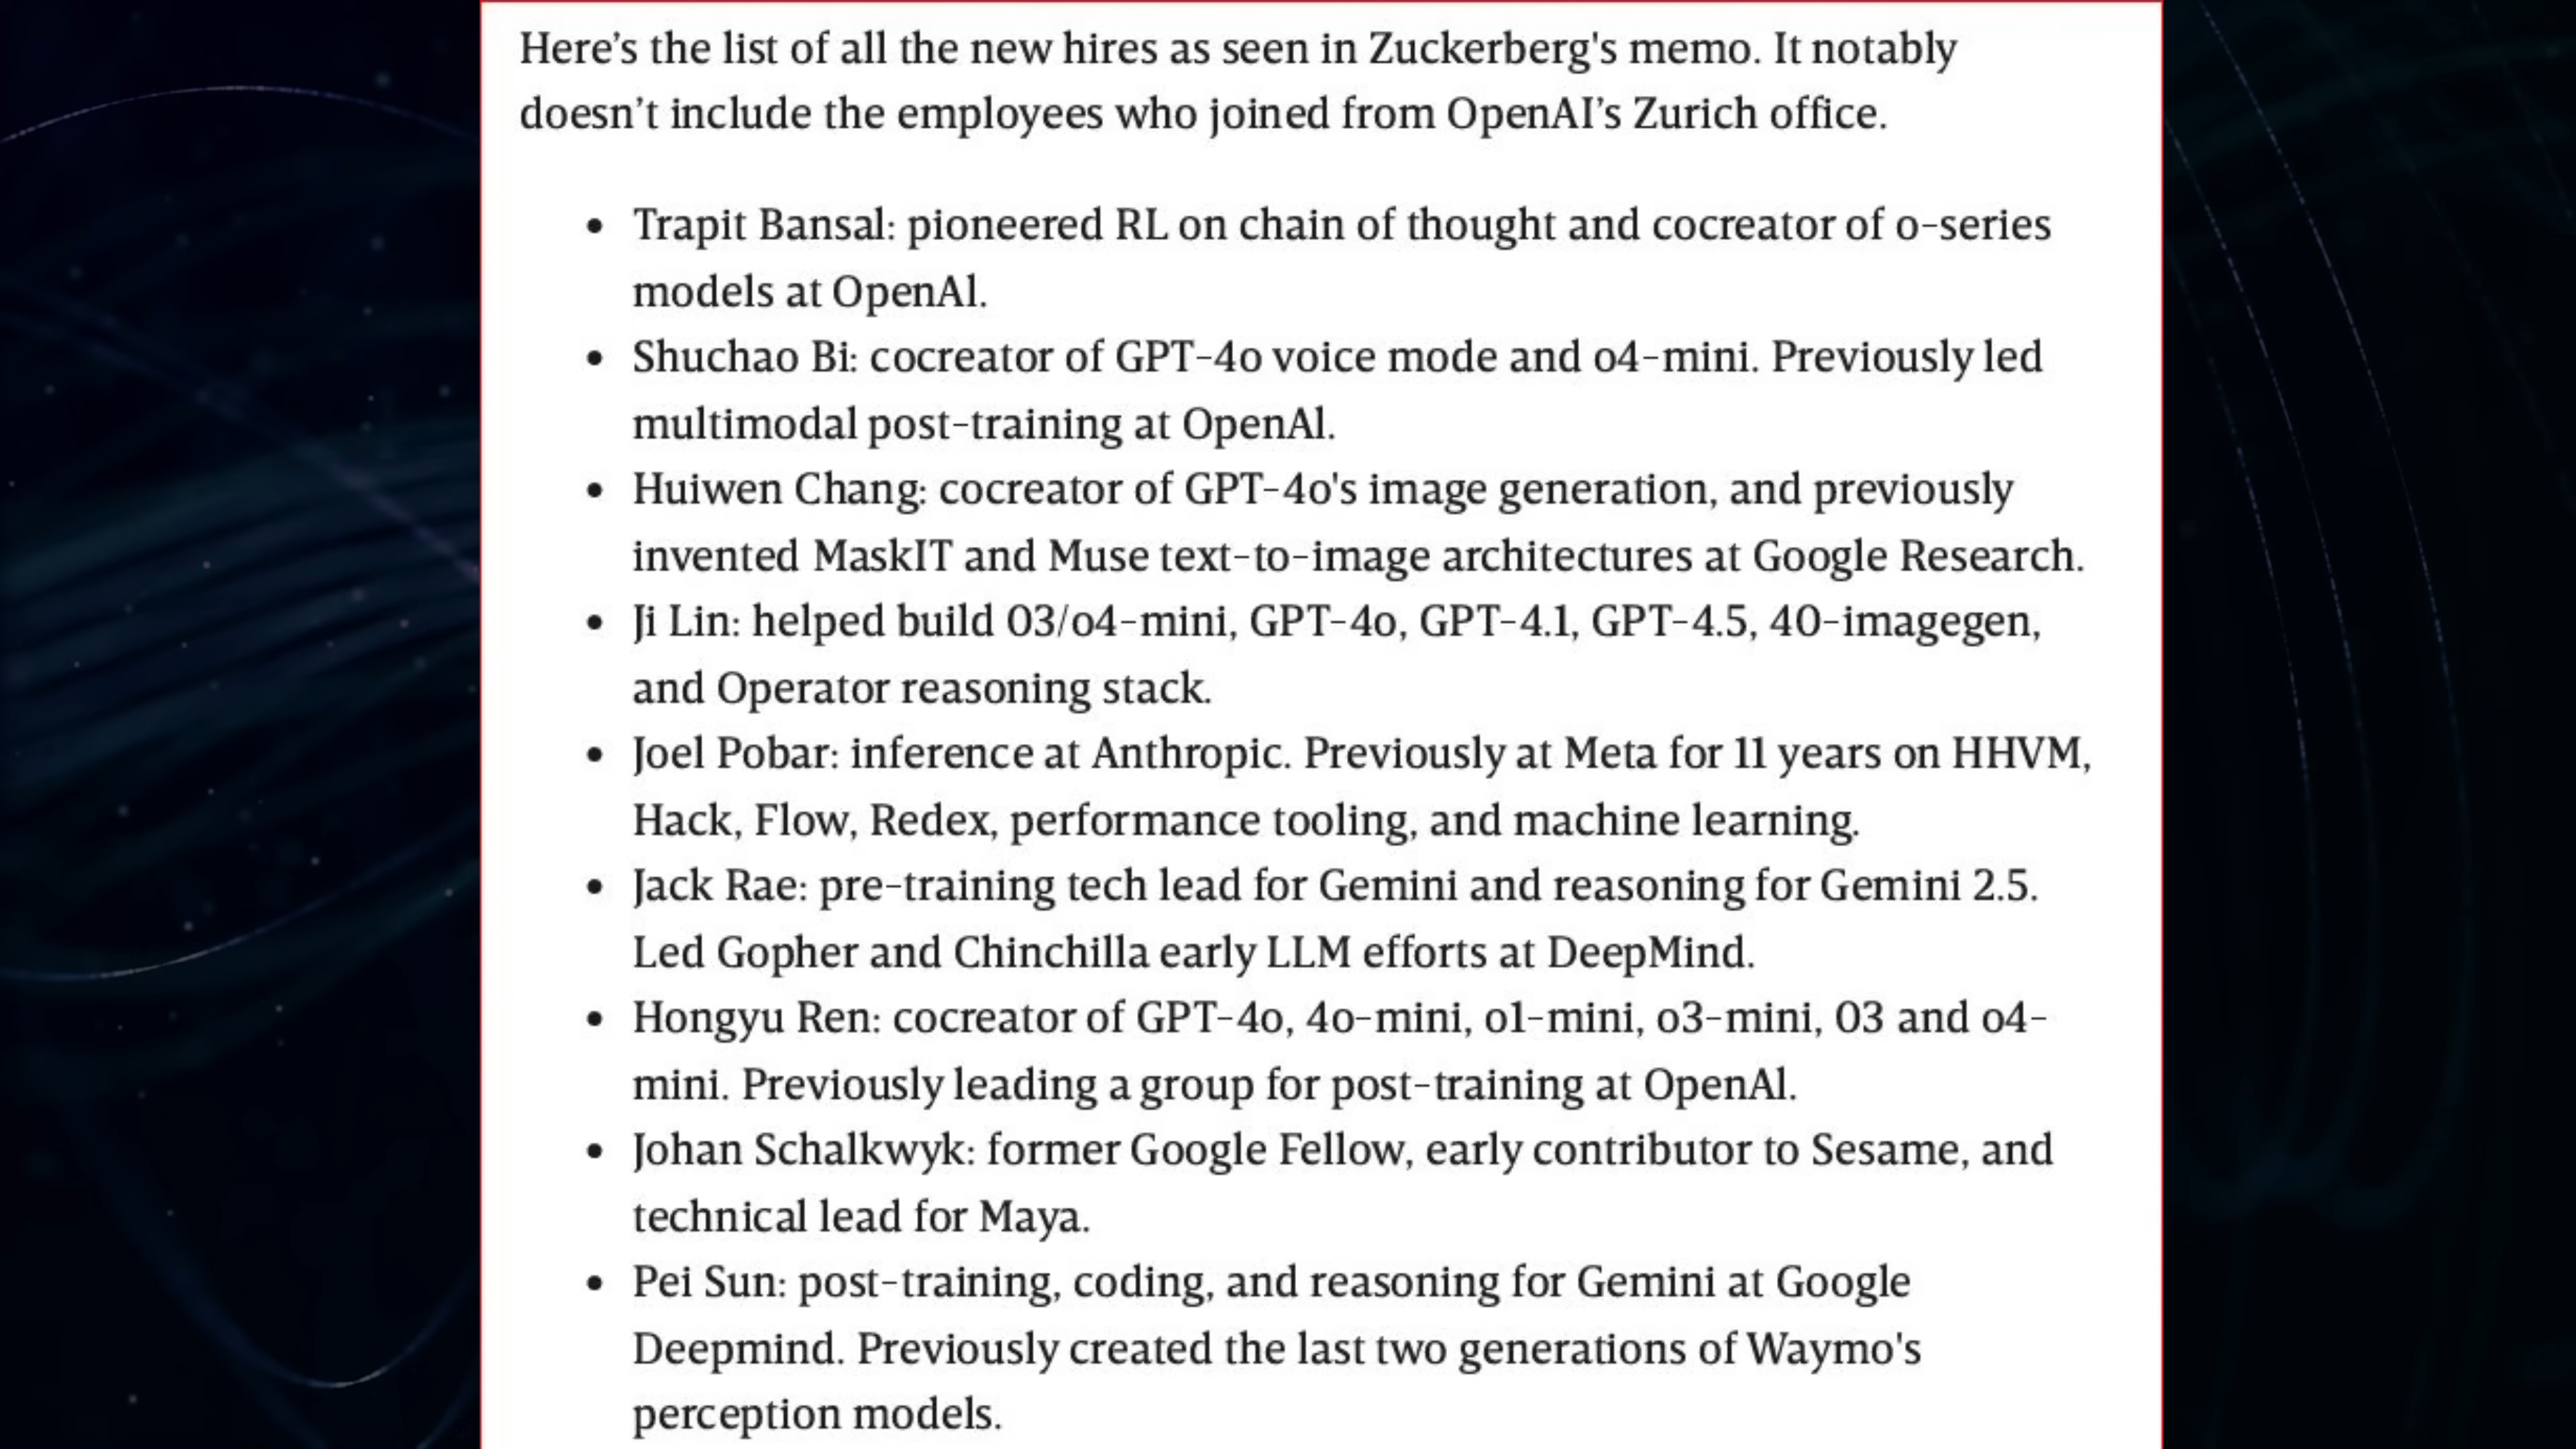 Here’s the list of all the new hires as seen in Zuckerberg's memo. It notably
doesn’t include the employees who joined from OpenAI’s Zurich office.
• Trapit Bansal: pioneered RL on chain of thought and cocreator of o-series
models at OpenAl.
• Shuchao Bi: cocreator of GPT-4o voice mode and o4-mini. Previously led
multimodal post-training at OpenAl.
• Huiwen Chang: cocreator of GPT-4o's image generation, and previously
invented MaskIT and Muse text-to-image architectures at Google Research.
• Ji Lin: helped build 03/o4-mini, GPT-4o, GPT-4.1, GPT-4.5, 40-imagegen,
and Operator reasoning stack.
• Joel Pobar: inference at Anthropic. Previously at Meta for 11 years on HHVM,
Hack, Flow, Redex, performance tooling, and machine learning.
• Jack Rae: pre-training tech lead for Gemini and reasoning for Gemini 2.5.
Led Gopher and Chinchilla early LLM efforts at DeepMind.
• Hongyu Ren: cocreator of GPT-4o, 4o-mini, o1-mini, o3-mini, 03 and o4-
mini. Previously leading a group for post-training at OpenAl.
• Johan Schalkwyk: former Google Fellow, early contributor to Sesame, and
technical lead for Maya.
• Pei Sun: post-training, coding, and reasoning for Gemini at Google
Deepmind. Previously created the last two generations of Waymo's
perception models.